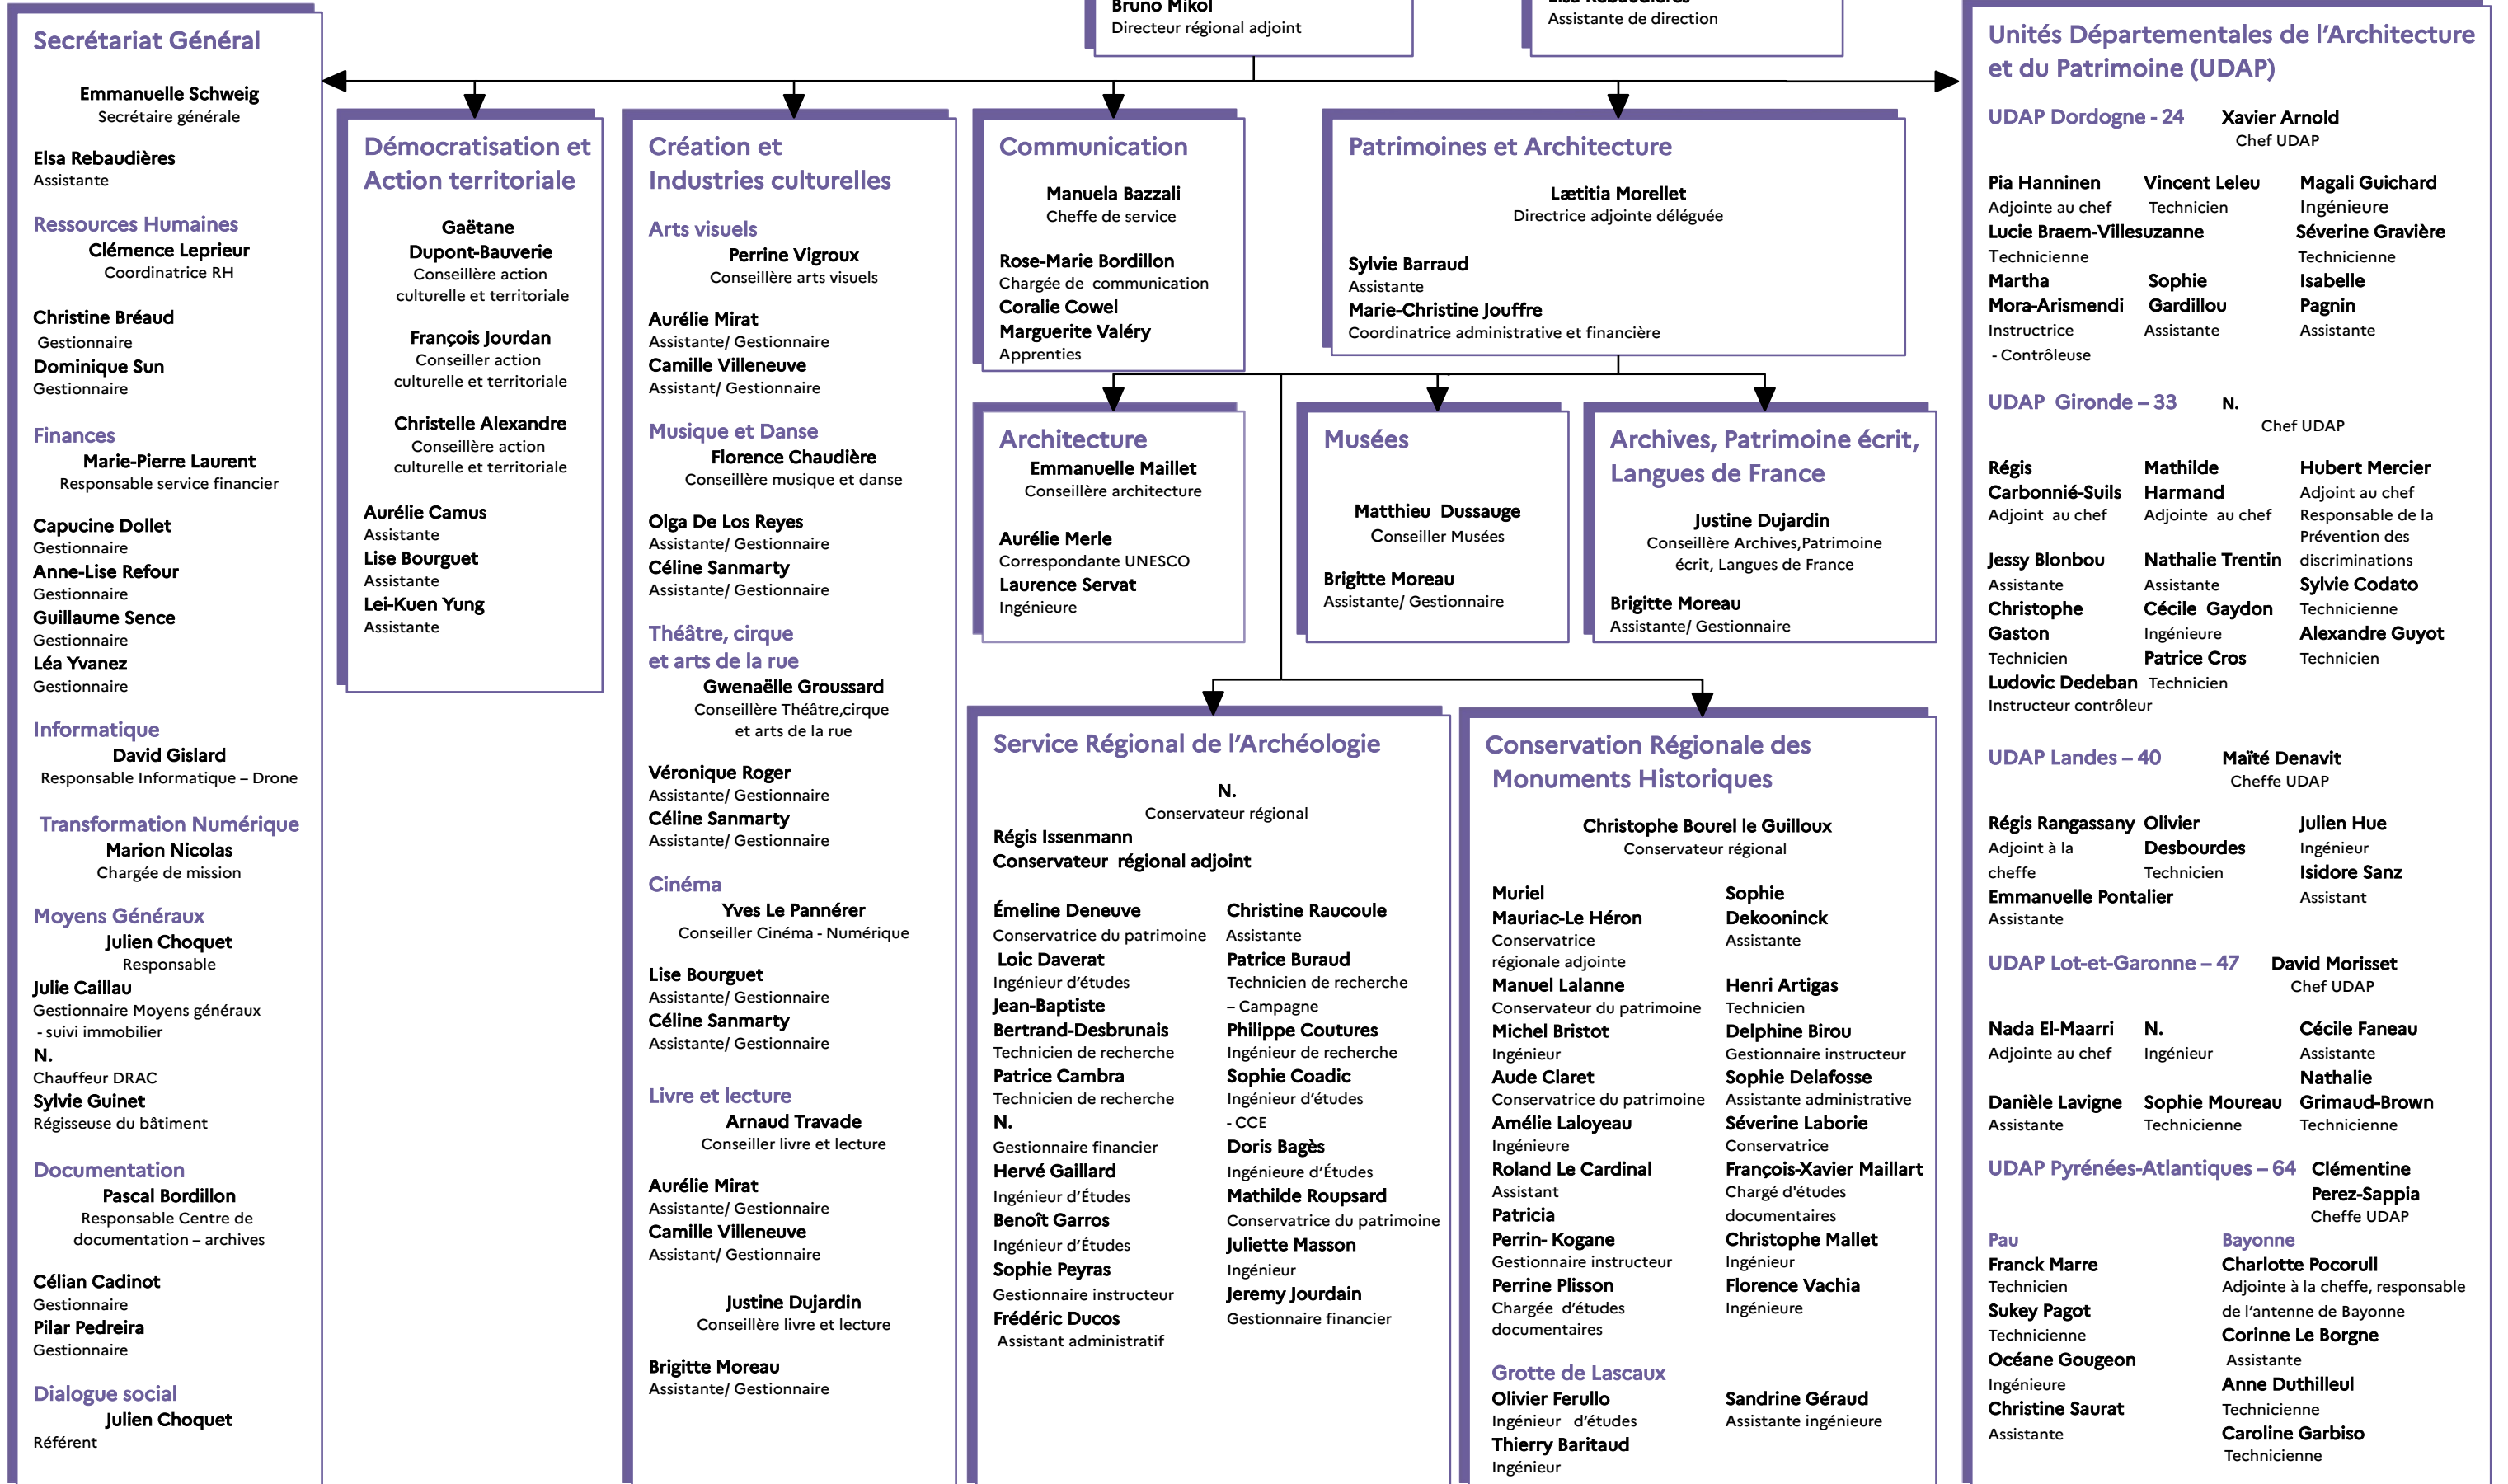 Bruno Mikol
Directeur régional adjoint
Elsa Rebaudières
Assistante de direction
Secrétariat Général
Emmanuelle Schweig
Secrétaire générale
Elsa Rebaudières
Assistante
Ressources Humaines
Clémence Leprieur
Coordinatrice RH
Christine Bréaud
Gestionnaire
Dominique Sun
Gestionnaire
Finances
Marie-Pierre Laurent
Responsable service financier
Capucine Dollet
Gestionnaire
Anne-Lise Refour
Gestionnaire
Guillaume Sence
Gestionnaire
Léa Yvanez
Gestionnaire
Informatique
David Gislard
Responsable Informatique – Drone
Transformation Numérique
Marion Nicolas
Chargée de mission
Moyens Généraux
Julien Choquet
Responsable
Julie Caillau
Gestionnaire Moyens généraux
- suivi immobilier
N.
Chauffeur DRAC
Sylvie Guinet
Régisseuse du bâtiment
Documentation
Pascal Bordillon
Responsable Centre de
documentation – archives
Célian Cadinot
Gestionnaire
Pilar Pedreira
Gestionnaire
Dialogue social
Julien Choquet
Référent
Démocratisation et
Action territoriale
Gaëtane
Dupont-Bauverie
Conseillère action
culturelle et territoriale
François Jourdan
Conseiller action
culturelle et territoriale
Christelle Alexandre
Conseillère action
culturelle et territoriale
Aurélie Camus
Assistante
Lise Bourguet
Assistante
Lei-Kuen Yung
Assistante
Création et
Industries culturelles
Arts visuels
Perrine Vigroux
Conseillère arts visuels
Aurélie Mirat
Assistante/ Gestionnaire
Camille Villeneuve
Assistant/ Gestionnaire
Musique et Danse
Florence Chaudière
Conseillère musique et danse
Olga De Los Reyes
Assistante/ Gestionnaire
Céline Sanmarty
Assistante/ Gestionnaire
Théâtre, cirque
et arts de la rue
Gwenaëlle Groussard
Conseillère Théâtre,cirque
et arts de la rue
Véronique Roger
Assistante/ Gestionnaire
Céline Sanmarty
Assistante/ Gestionnaire
Cinéma
Yves Le Pannérer
Conseiller Cinéma - Numérique
Lise Bourguet
Assistante/ Gestionnaire
Céline Sanmarty
Assistante/ Gestionnaire
Livre et lecture
Arnaud Travade
Conseiller livre et lecture
Aurélie Mirat
Assistante/ Gestionnaire
Camille Villeneuve
Assistant/ Gestionnaire
Justine Dujardin
Conseillère livre et lecture
Brigitte Moreau
Assistante/ Gestionnaire
Communication
Manuela Bazzali
Cheffe de service
Rose-Marie Bordillon
Chargée de communication
Coralie Cowel
Marguerite Valéry
Apprenties
Patrimoines et Architecture
Lætitia Morellet
Directrice adjointe déléguée
Sylvie Barraud
Assistante
Marie-Christine Jouffre
Coordinatrice administrative et financière
Architecture
Emmanuelle Maillet
Conseillère architecture
Aurélie Merle
Correspondante UNESCO
Laurence Servat
Ingénieure
Musées
Matthieu Dussauge
Conseiller Musées
Brigitte Moreau
Assistante/ Gestionnaire
Archives, Patrimoine écrit,
Langues de France
Justine Dujardin
Conseillère Archives,Patrimoine
écrit, Langues de France
Brigitte Moreau
Assistante/ Gestionnaire
Service Régional de l’Archéologie
N.
Conservateur régional
Régis Issenmann
Conservateur régional adjoint
Émeline Deneuve
Conservatrice du patrimoine
Loic Daverat
Ingénieur d’études
Jean-Baptiste
Bertrand-Desbrunais
Technicien de recherche
Patrice Cambra
Technicien de recherche
N.
Gestionnaire financier
Hervé Gaillard
Ingénieur d’Études
Benoît Garros
Ingénieur d’Études
Sophie Peyras
Gestionnaire instructeur
Frédéric Ducos
Assistant administratif
Christine Raucoule
Assistante
Patrice Buraud
Technicien de recherche
– Campagne
Philippe Coutures
Ingénieur de recherche
Sophie Coadic
Ingénieur d’études
- CCE
Doris Bagès
Ingénieure d’Études
Mathilde Roupsard
Conservatrice du patrimoine
Juliette Masson
Ingénieur
Jeremy Jourdain
Gestionnaire financier
Conservation Régionale des
Monuments Historiques
Christophe Bourel le Guilloux
Conservateur régional
Muriel
Mauriac-Le Héron
Conservatrice
régionale adjointe
Manuel Lalanne
Conservateur du patrimoine
Michel Bristot
Ingénieur
Aude Claret
Conservatrice du patrimoine
Amélie Laloyeau
Ingénieure
Roland Le Cardinal
Assistant
Patricia
Perrin- Kogane
Gestionnaire instructeur
Perrine Plisson
Chargée d’études
documentaires
Sophie
Dekooninck
Assistante
Henri Artigas
Technicien
Delphine Birou
Gestionnaire instructeur
Sophie Delafosse
Assistante administrative
Séverine Laborie
Conservatrice
François-Xavier Maillart
Chargé d'études
documentaires
Christophe Mallet
Ingénieur
Florence Vachia
Ingénieure
Grotte de Lascaux
Olivier Ferullo
Ingénieur d’études
Thierry Baritaud
Ingénieur
Sandrine Géraud
Assistante ingénieure
Unités Départementales de l’Architecture
et du Patrimoine (UDAP)
UDAP Dordogne - 24 Xavier Arnold
Chef UDAP
Pia Hanninen Vincent Leleu Magali Guichard
Adjointe au chef Technicien Ingénieure
Lucie Braem-Villesuzanne Séverine Gravière
Technicienne Technicienne
Martha Sophie Isabelle
Mora-Arismendi Gardillou Pagnin
Instructrice Assistante Assistante
- Contrôleuse
UDAP Gironde – 33 N.
Chef UDAP
Régis Mathilde Hubert Mercier
Carbonnié-Suils Harmand Adjoint au chef
Adjoint au chef Adjointe au chef Responsable de la
Prévention des
Jessy Blonbou Nathalie Trentin discriminations
Assistante Assistante Sylvie Codato
Christophe Cécile Gaydon Technicienne
Gaston Ingénieure Alexandre Guyot
Technicien Patrice Cros Technicien
Ludovic Dedeban Technicien
Instructeur contrôleur
UDAP Landes – 40 Maïté Denavit
Cheffe UDAP
Régis Rangassany Olivier Julien Hue
Adjoint à la Desbourdes Ingénieur
cheffe Technicien Isidore Sanz
Emmanuelle Pontalier Assistant
Assistante
UDAP Lot-et-Garonne – 47 David Morisset
Chef UDAP
Nada El-Maarri N. Cécile Faneau
Adjointe au chef Ingénieur Assistante
Nathalie
Danièle Lavigne Sophie Moureau Grimaud-Brown
Assistante Technicienne Technicienne
UDAP Pyrénées-Atlantiques – 64 Clémentine
Perez-Sappia
Cheffe UDAP
Pau
Franck Marre
Technicien
Sukey Pagot
Technicienne
Océane Gougeon
Ingénieure
Christine Saurat
Assistante
Bayonne
Charlotte Pocorull
Adjointe à la cheffe, responsable
de l’antenne de Bayonne
Corinne Le Borgne
Assistante
Anne Duthilleul
Technicienne
Caroline Garbiso
Technicienne